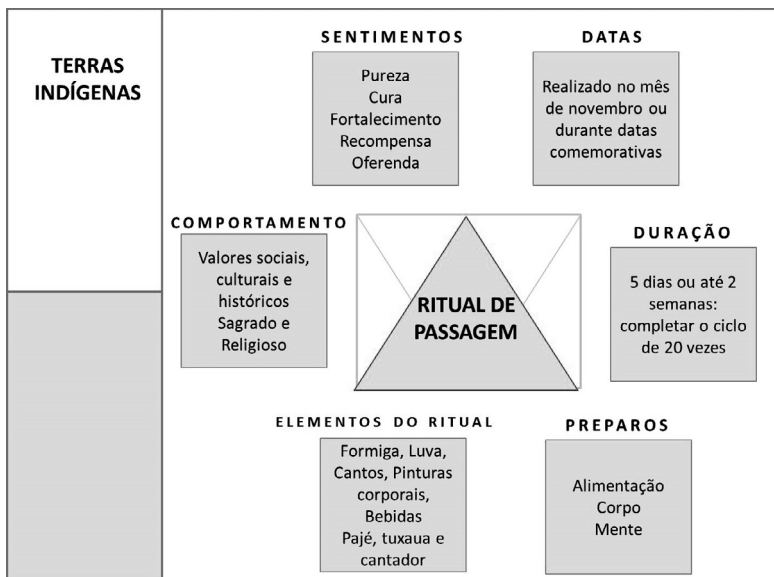 TERRAS
INDÍGENAS
SENTIMENTOS
Pureza
Cura
Fortalecimento
Recompensa
Oferenda
DATAS
Realizado no mês
de novembro ou
durante datas
comemorativas
COMPORTAMENTO
Valores sociais,
culturais e
históricos
Sagrado e
Religioso
RITUAL DE
PASSAGEM
DURAÇÃO
5 dias ou até 2
semanas:
completar o ciclo
de 20 vezes
ELEMENTOS DO RITUAL
Formiga, Luva,
Cantos, Pinturas
corporais,
Bebidas
Pajé, tuxaua e
cantador
PREPAROS
Alimentação
Corpo
Mente